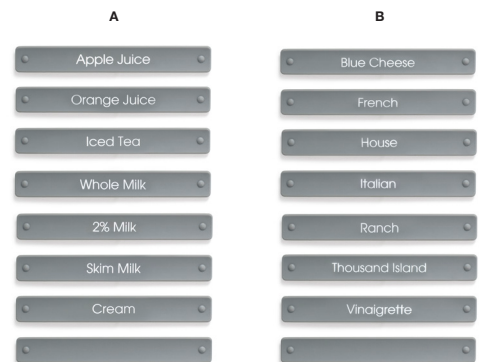 A
Apple Juice
Orange Juice
Iced Tea
Whole Milk
2% Milk
Skim Milk
Cream
B
Blue Cheese
French
House
Italian
Ranch
Thousand Island
Vinaigrette